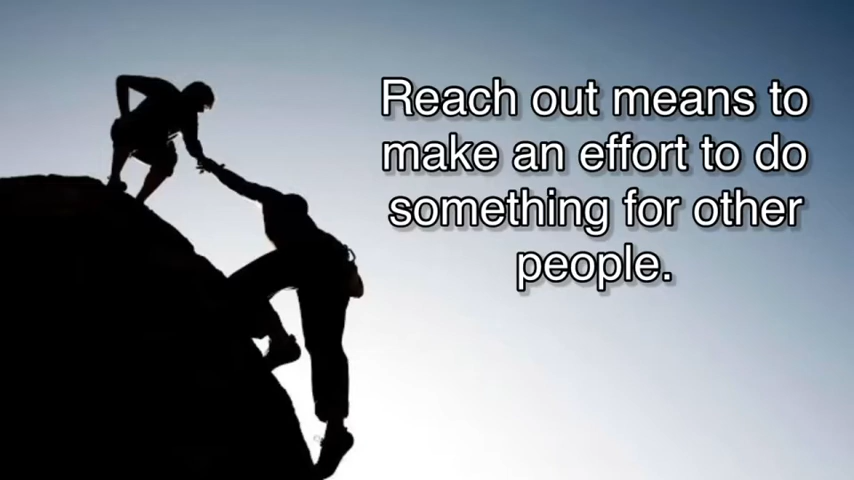 Reach out means to
make an effort to do
something for other
people.